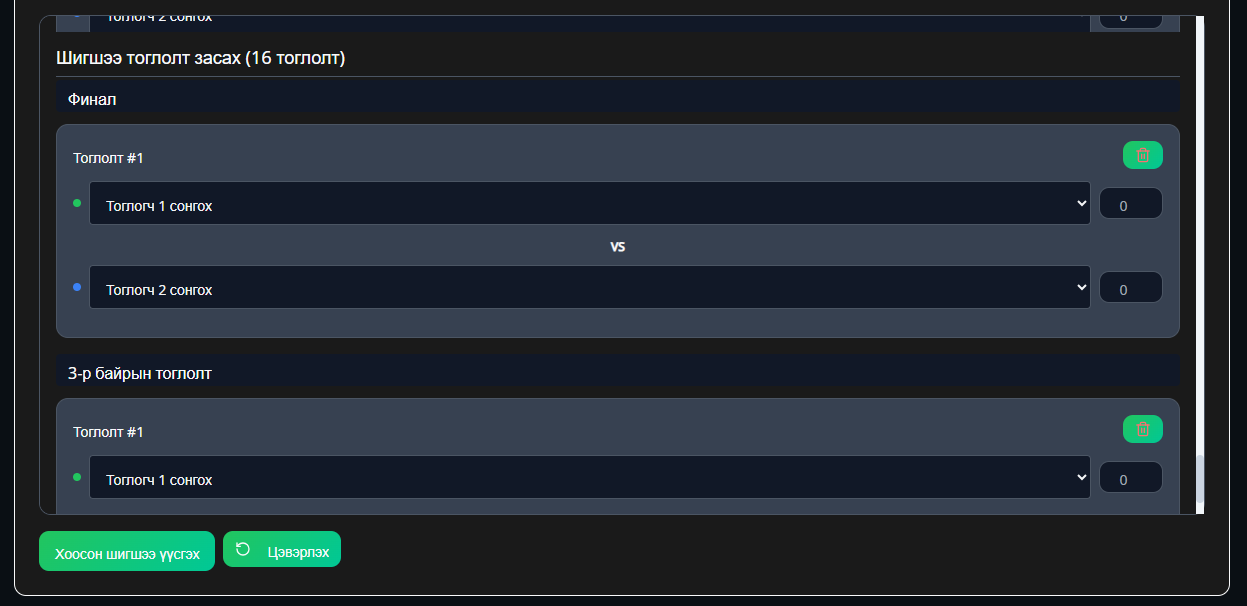 Тоглогч 2 сонгох
0
Шигшээ тоглолт засах (16 тоглолт)
Финал
Тоглолт #1
Тоглогч 1 сонгох
0
VS
Тоглогч 2 сонгох
0
3-р байрын тоглолт
Тоглолт #1
Тоглогч 1 сонгох
0
Хоосон шигшээ үүсгэх
Цэвэрлэх